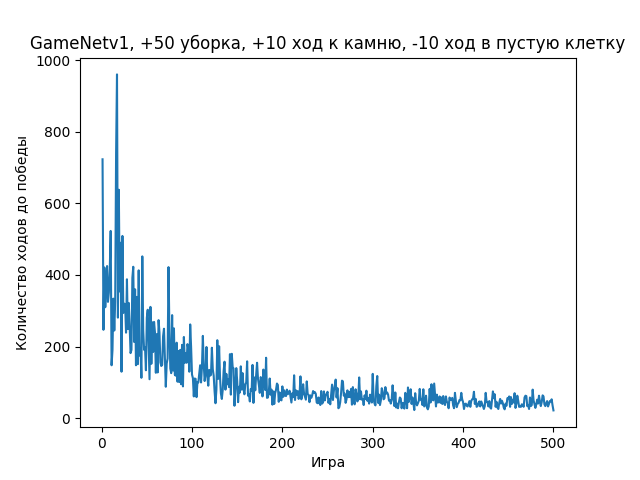 GameNetv1, +50 уборка, +10 ход к камню, -10 ход в пустую клетку
Количество ходов до победы
1000
800
600
400
200
0
0 100 200 300 400 500
Игра